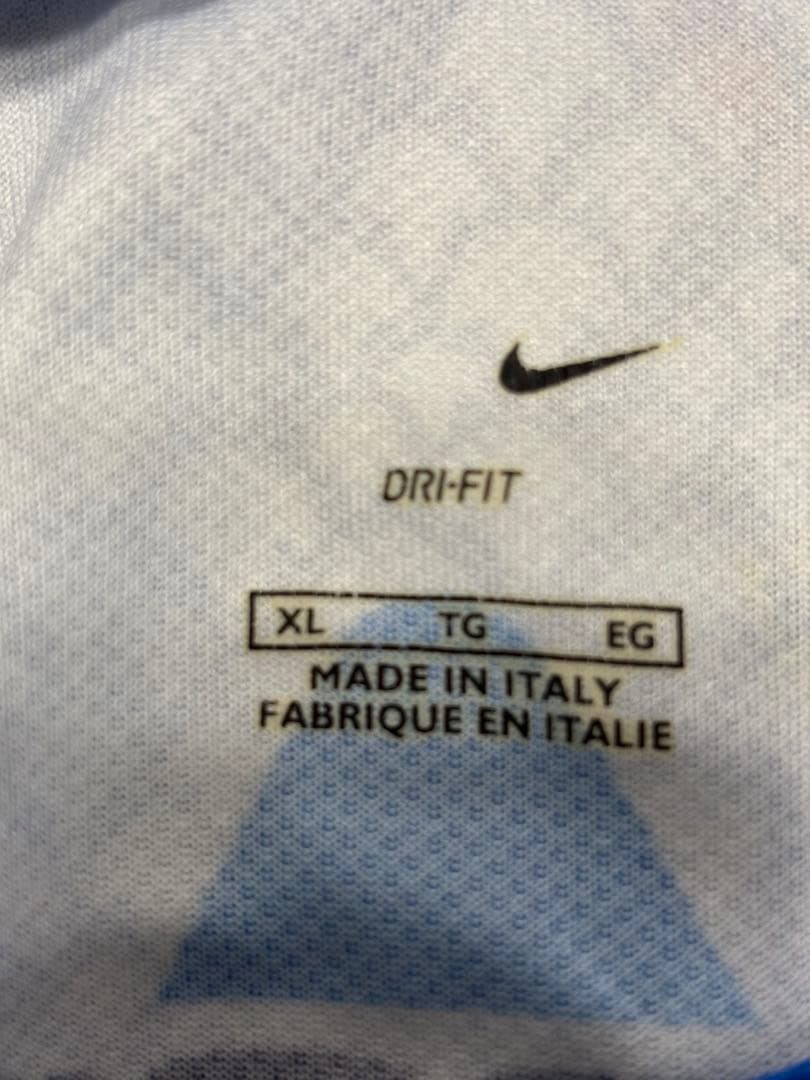 DRI-FIT
XL TG EG
MADE IN ITALY
FABRIQUE EN ITALIE